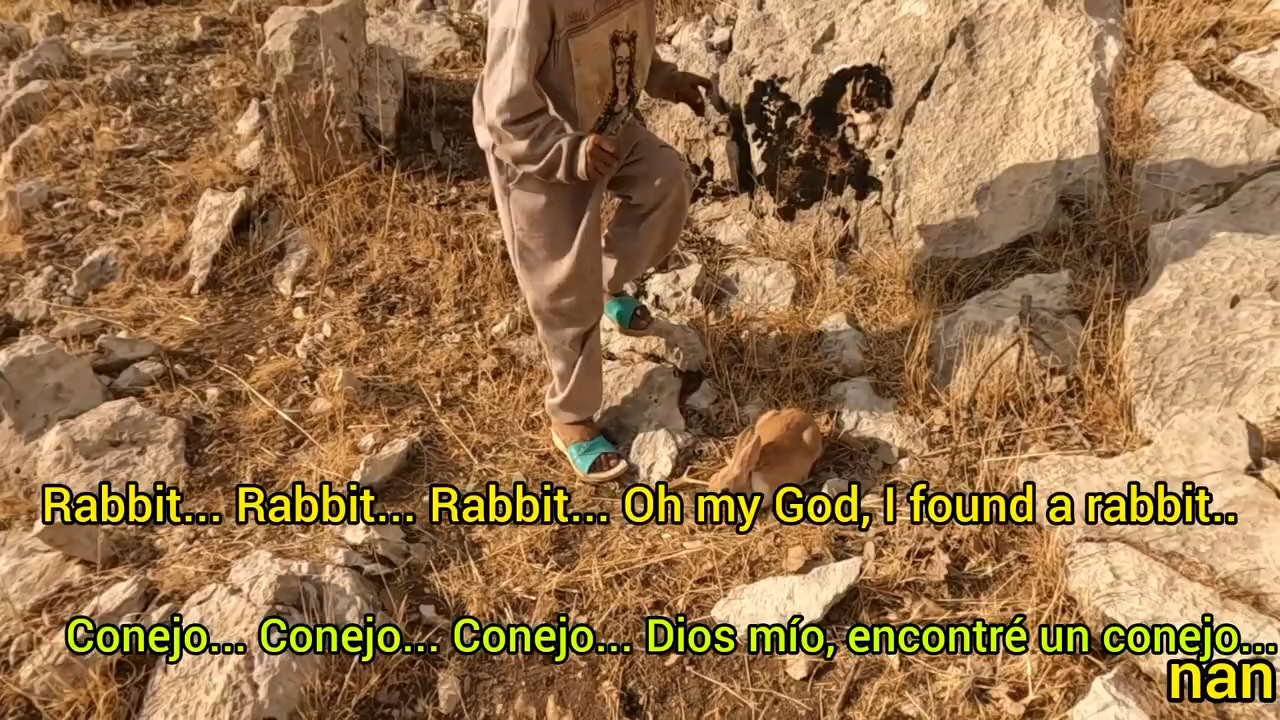 Rabbit... Rabbit... Rabbit... Oh my God, I found a rabbit..
Conejo... Conejo... Conejo... Dios mío, encontré un conejo...
nan